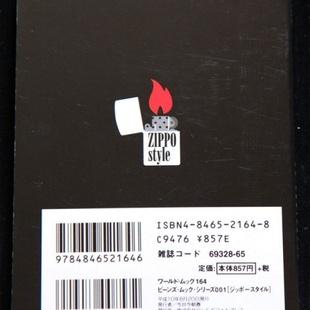 ZIPPO
style
ISBN4-8465-2164-8
C9476 ¥857E
雑誌コード 69328-65
定価:本体857円 +税
9784846521646
ワールド・ムック164
ビーンズ・ムック・シリーズ001[ジッポースタイル]